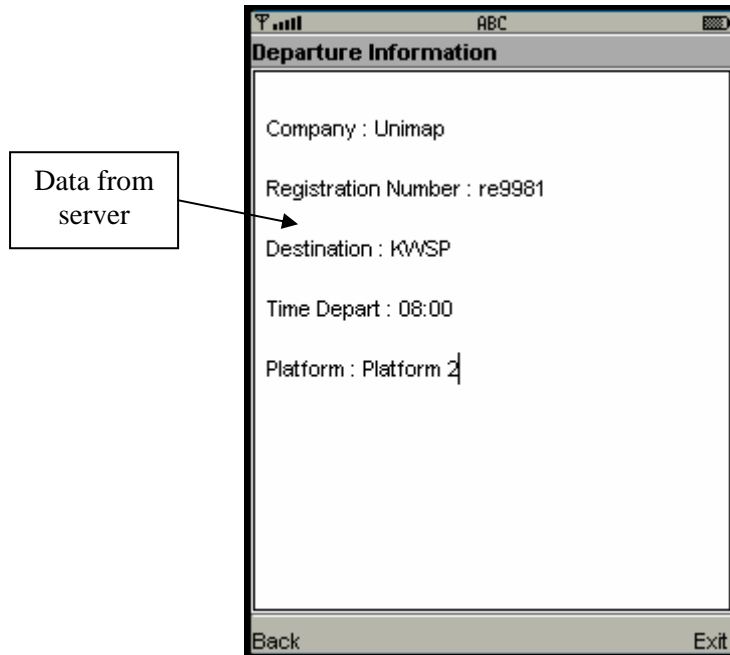 ABC
Departure Information
Company : Unimap
Registration Number : re9981
Destination : KWSP
Time Depart : 08:00
Platform : Platform 2
Data from
server
Back Exit